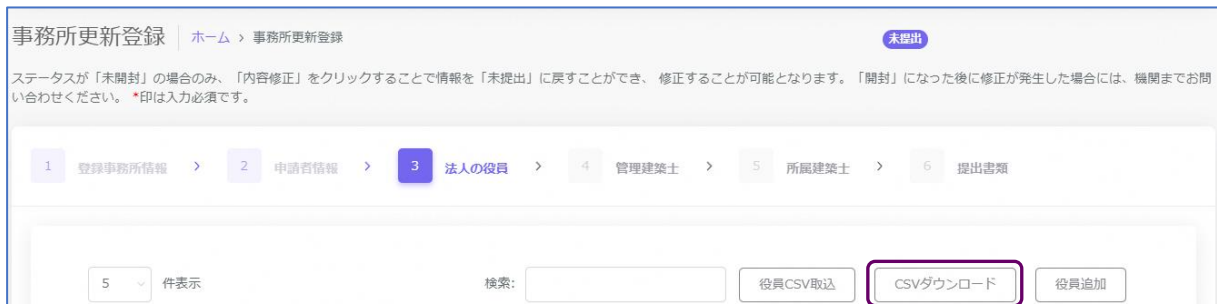 事務所更新登録 ホーム > 事務所更新登録 未提出
ステータスが「未開封」の場合のみ、「内容修正」をクリックすることで情報を「未提出」に戻すことができ、 修正することが可能となります。「開封」になった後に修正が発生した場合には、機関までお問
い合わせください。 *印は入力必須です。
1 登録事務所情報 > 2 申請者情報 > 3 法人の役員 > 4 管理建築士 > 5 所属建築士 > 6 提出書類
5 件表示 検索: 役員CSV取込 CSVダウンロード 役員追加